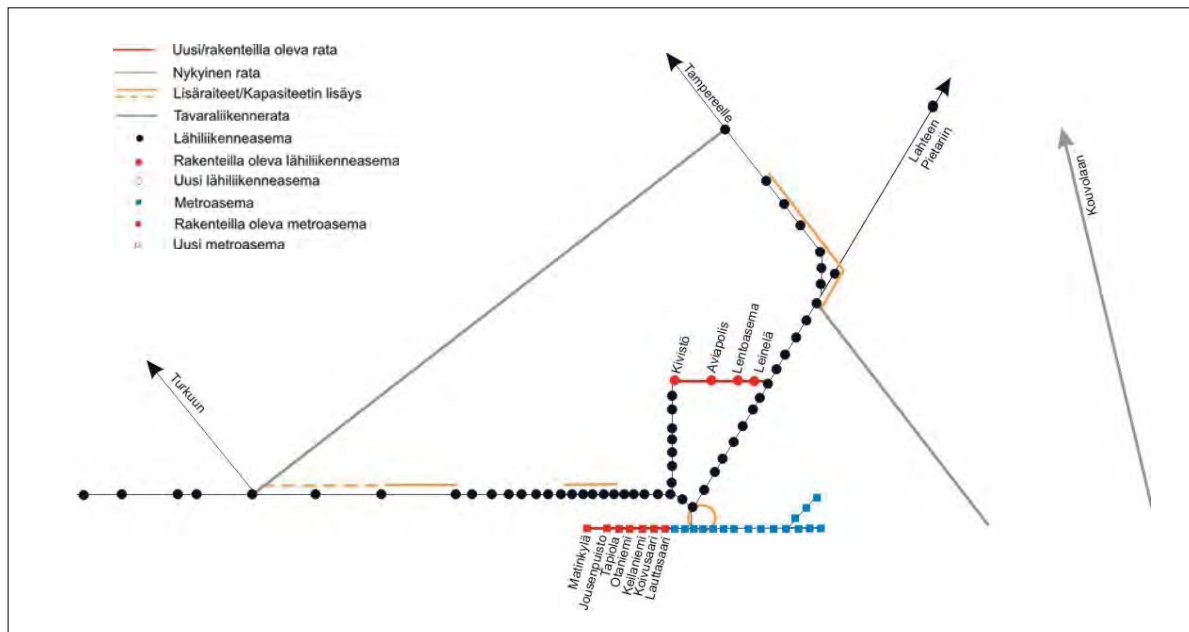 Uusi/rakenteilla oleva rata
Nykyinen rata
Lisäraiteet/Kapasiteetin lisäys
Tavaraliikennerata
Lähiliikenneasema
Rakenteilla oleva lähiliikenneasema
Uusi lähiliikenneasema
Metroasema
Rakenteilla oleva metroasema
Uusi metroasema
Tampereelle
Lahteen
Pietariin
Kouvolaan
Turkuun
Kivistö
Aviapolis
Lentoasema
Leinelä
Matinkylä
Jousenpuisto
Tapiola
Otaniemi
Keilaniemi
Koivusaari
Lauttasaari